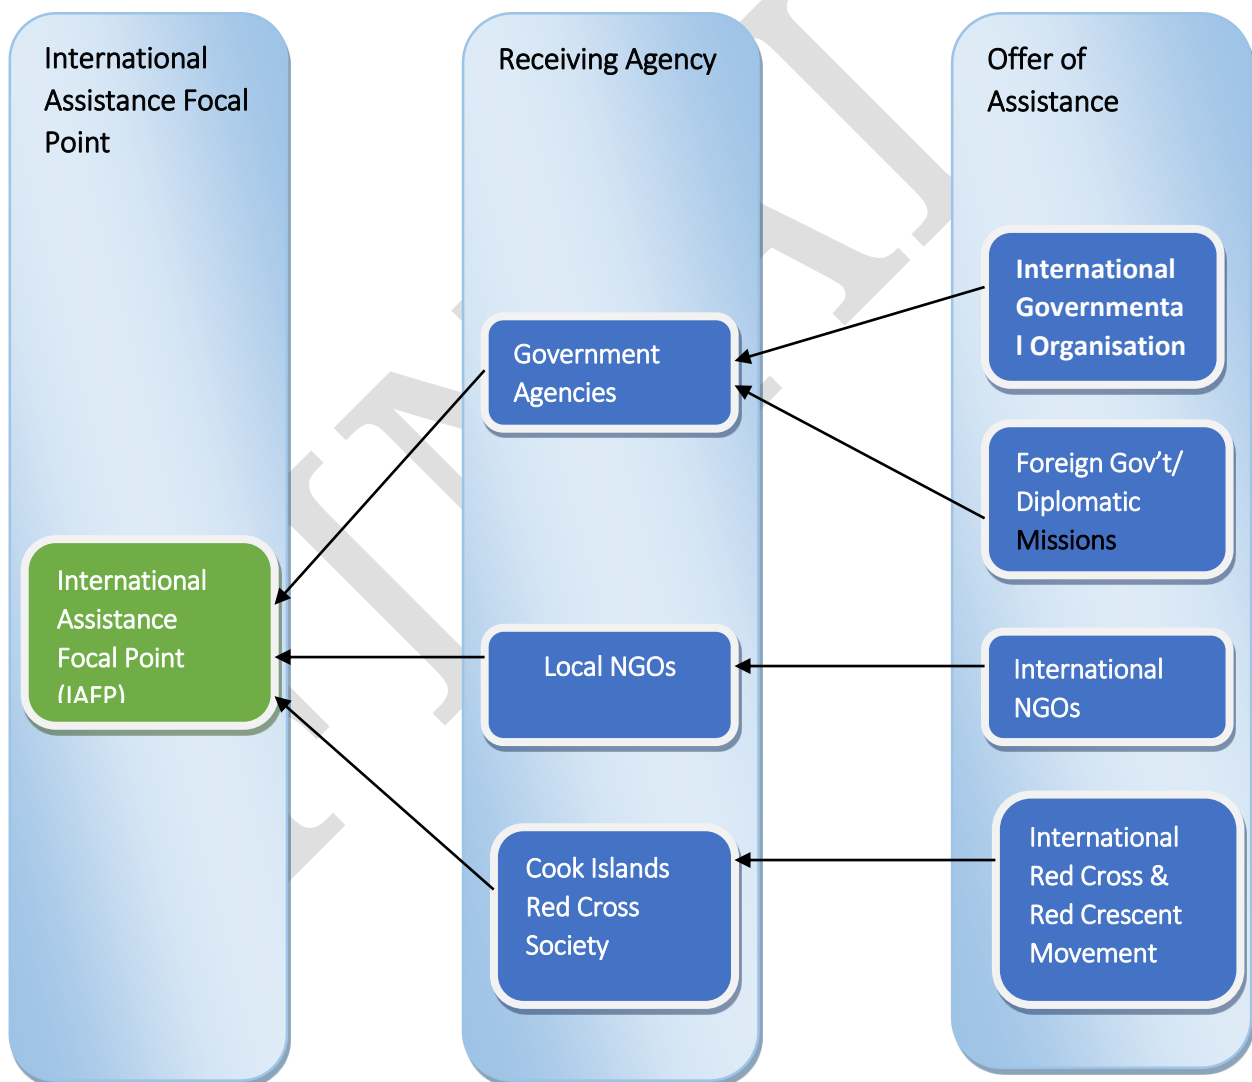 International
Assistance Focal
Point
Receiving Agency
Offer of
Assistance
International
Governmenta
l Organisation
Government
Agencies
Foreign Gov't/
Diplomatic
Missions
International
Assistance
Focal Point
(IAFP)
Local NGOs
International
NGOs
Cook Islands
Red Cross
Society
International
Red Cross &
Red Crescent
Movement